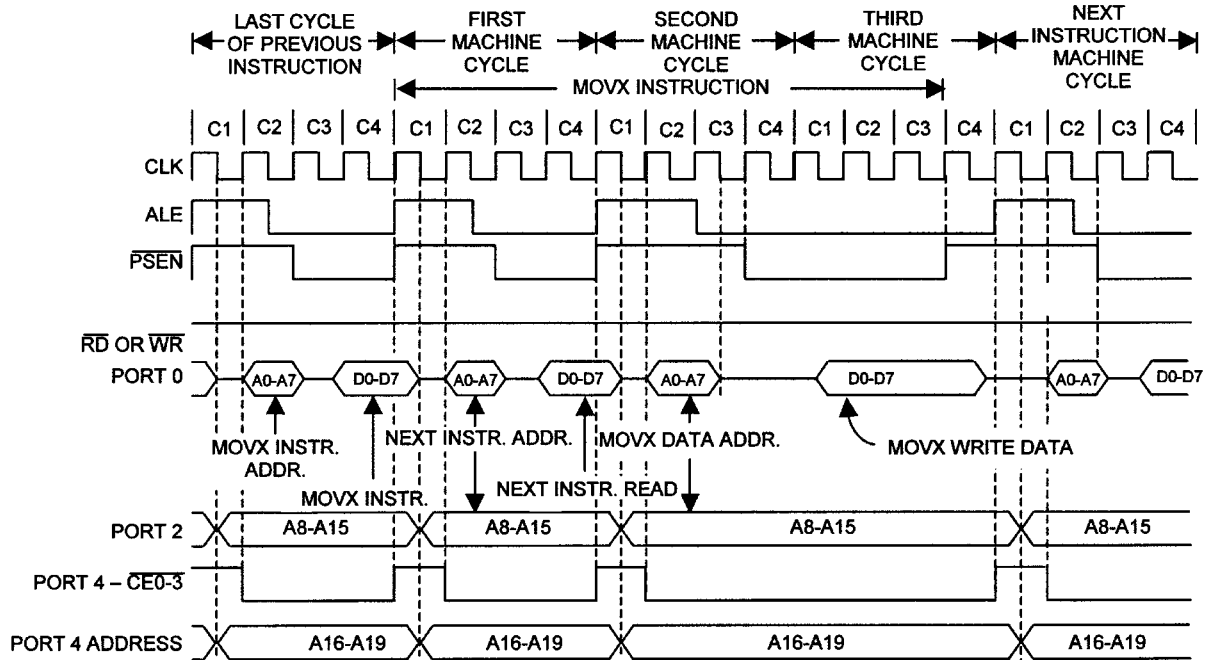 LAST CYCLE OF PREVIOUS INSTRUCTION
FIRST MACHINE CYCLE
SECOND MACHINE CYCLE
THIRD MACHINE CYCLE
NEXT INSTRUCTION MACHINE CYCLE
MOVX INSTRUCTION
C1 C2 C3 C4 C1 C2 C3 C4 C1 C2 C3 C4 C1 C2 C3 C4 C1 C2 C3 C4
CLK
ALE
PSEN
RD OR WR
PORT 0
A0-A7 D0-D7 A0-A7 D0-D7 A0-A7 D0-D7 A0-A7 D0-D7
MOVX INSTR. ADDR.
MOVX INSTR.
NEXT INSTR. ADDR.
NEXT INSTR. READ
MOVX DATA ADDR.
MOVX WRITE DATA
PORT 2 A8-A15 A8-A15 A8-A15 A8-A15
PORT 4 – CE0-3
PORT 4 ADDRESS A16-A19 A16-A19 A16-A19 A16-A19